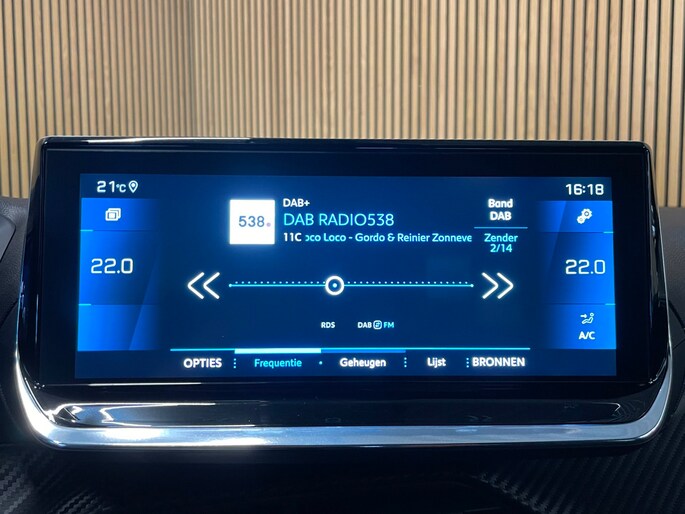 21°C
16:18
538
DAB+
DAB RADIO538
11C oco Loco - Gordo & Reinier Zonneve
Band
DAB
Zender
2/14
22.0
22.0
RDS
DAB FM
A/C
OPTIES
Frequentie
Geheugen
Lijst
BRONNEN